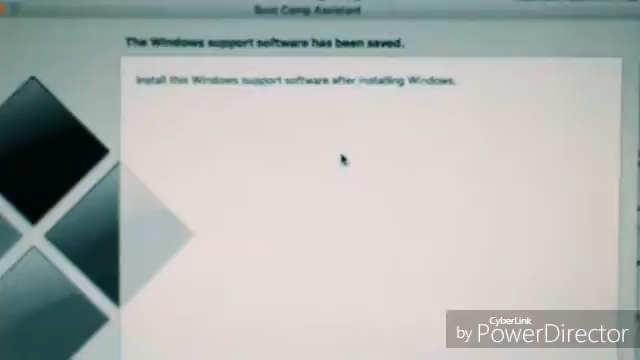 Boot Camp Assistant
The Windows support software has been saved.
Install this Windows support software after installing Windows.
CyberLink
by PowerDirector